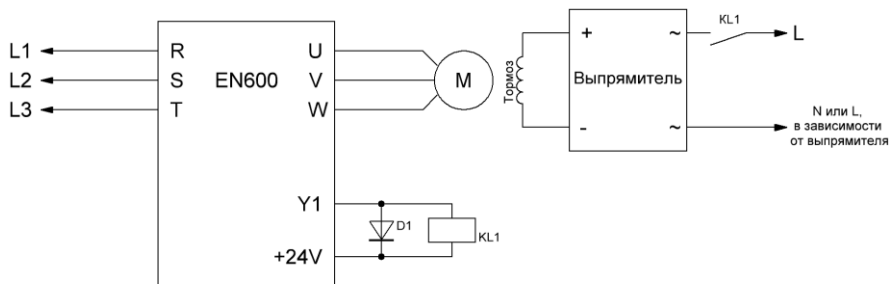 L1
R
U
L2
S
EN600
V
M
L3
T
W
Тормоз
+
~
KL1
L
Выпрямитель
-
~
N или L,
в зависимости
от выпрямителя
Y1
D1
KL1
+24V